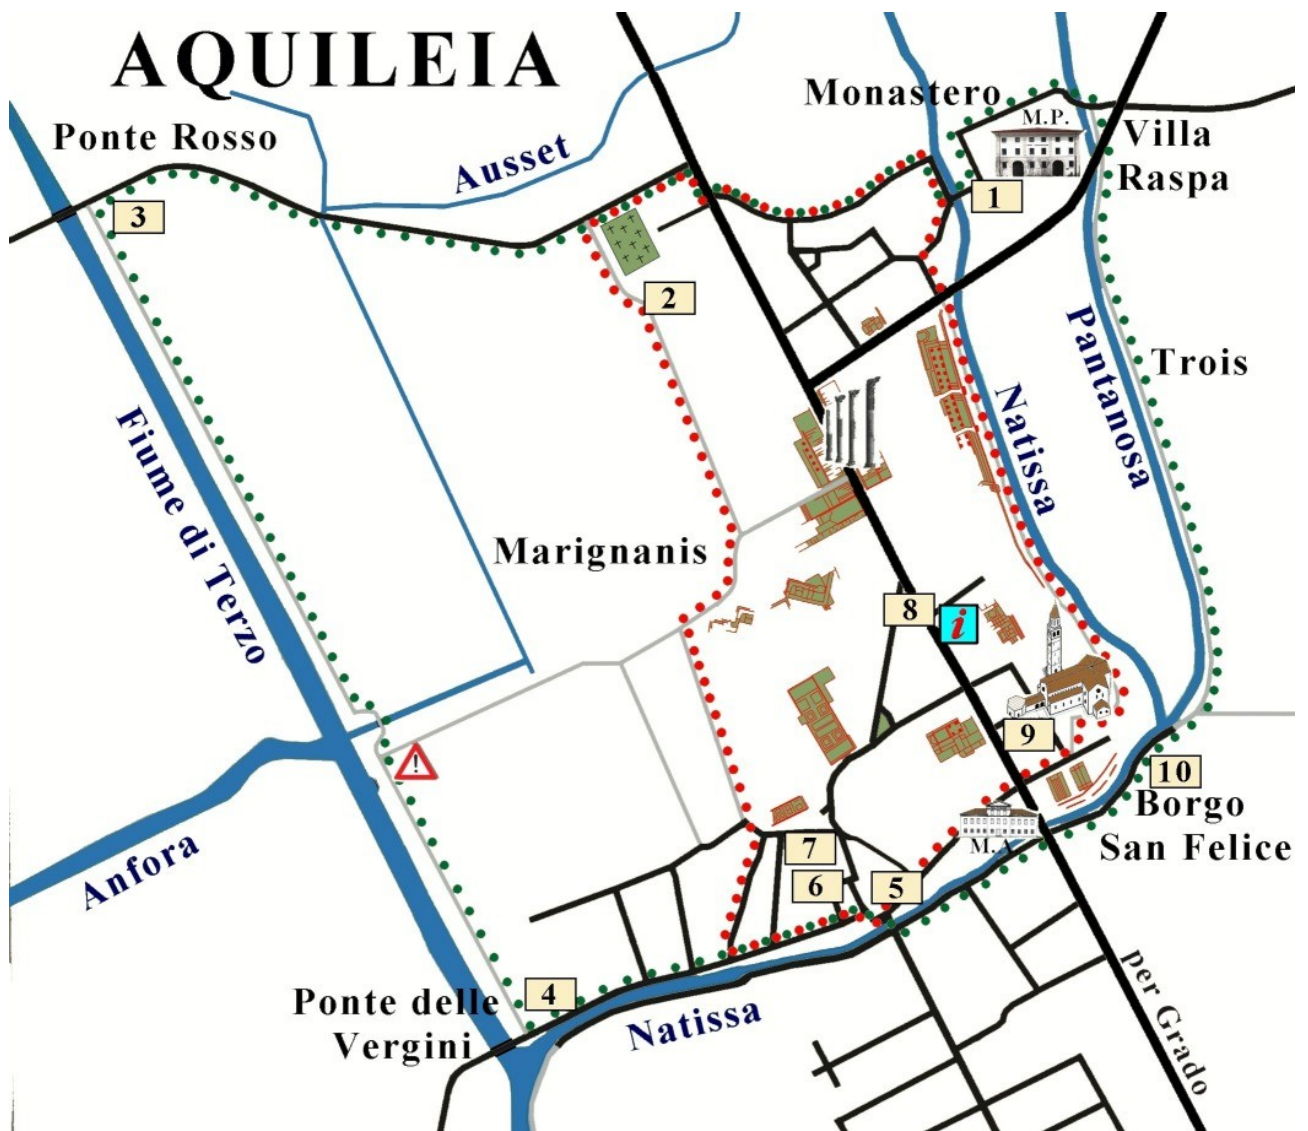 AQUILEIA
Monastero
M.P.
Ponte Rosso
Ausset
Villa
Raspa
1
3
2
Pantanosa
Trois
Natissa
Fiume di Terzo
Marignanis
8
i
9
!
10
Borgo
San Felice
Anfora
M.A.
7
6
5
per Grado
4
Ponte delle
Vergini
Natissa